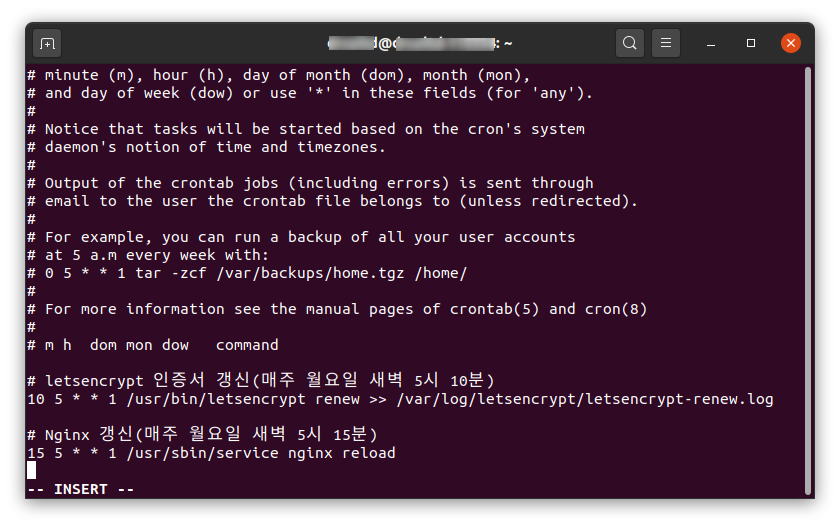 : ~
# minute (m), hour (h), day of month (dom), month (mon),
# and day of week (dow) or use '*' in these fields (for 'any').
#
# Notice that tasks will be started based on the cron's system
# daemon's notion of time and timezones.
#
# Output of the crontab jobs (including errors) is sent through
# email to the user the crontab file belongs to (unless redirected).
#
# For example, you can run a backup of all your user accounts
# at 5 a.m every week with:
# 0 5 * * 1 tar -zcf /var/backups/home.tgz /home/
#
# For more information see the manual pages of crontab(5) and cron(8)
#
# m h  dom mon dow   command
# letsencrypt 인증서 갱신(매주 월요일 새벽 5시 10분)
10 5 * * 1 /usr/bin/letsencrypt renew >> /var/log/letsencrypt/letsencrypt-renew.log
# Nginx 갱신(매주 월요일 새벽 5시 15분)
15 5 * * 1 /usr/sbin/service nginx reload
-- INSERT --